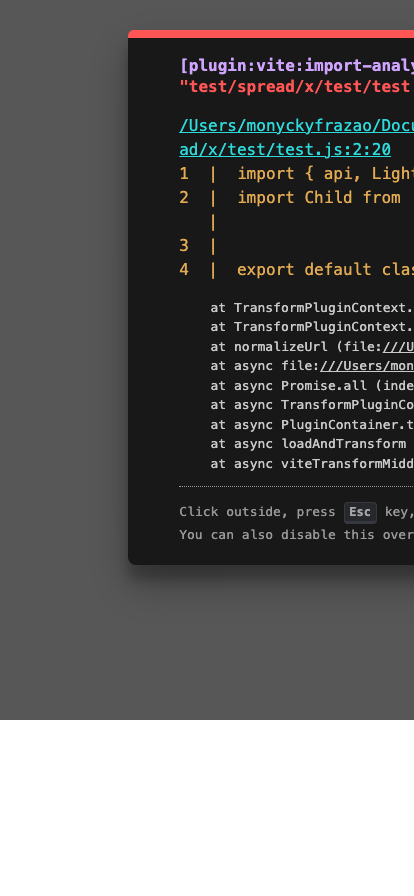 [plugin:vite:import-analy
"test/spread/x/test/test
/Users/monyckyfrazao/Docu
ad/x/test/test.js:2:20
1  |  import { api, Light
2  |  import Child from
   |
3  |
4  |  export default clas
at TransformPluginContext.
at TransformPluginContext.
at normalizeUrl (file:///U
at async file:///Users/mon
at async Promise.all (inde
at async TransformPluginCo
at async PluginContainer.t
at async loadAndTransform
at async viteTransformMidd
Click outside, press Esc key,
You can also disable this over